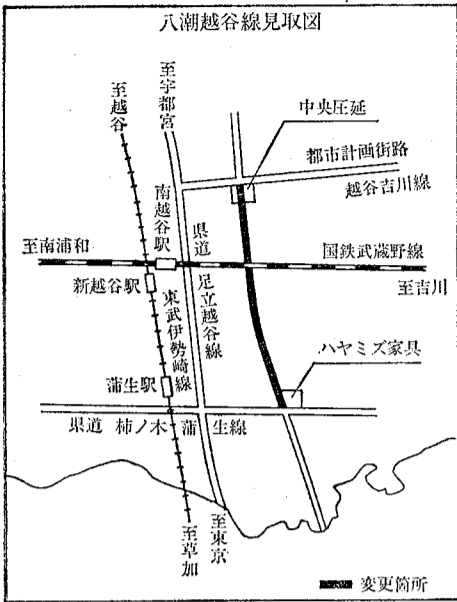 八潮越谷線見取図
至宇都宮
至越谷
中央圧延
都市計画街路
越谷吉川線
南越谷駅
県道 足立越谷線
至南浦和
国鉄武蔵野線
至吉川
新越谷駅
東武伊勢崎線
ハヤミズ家具
蒲生駅
県道 柿ノ木 蒲生線
至東京
至草加
変更箇所